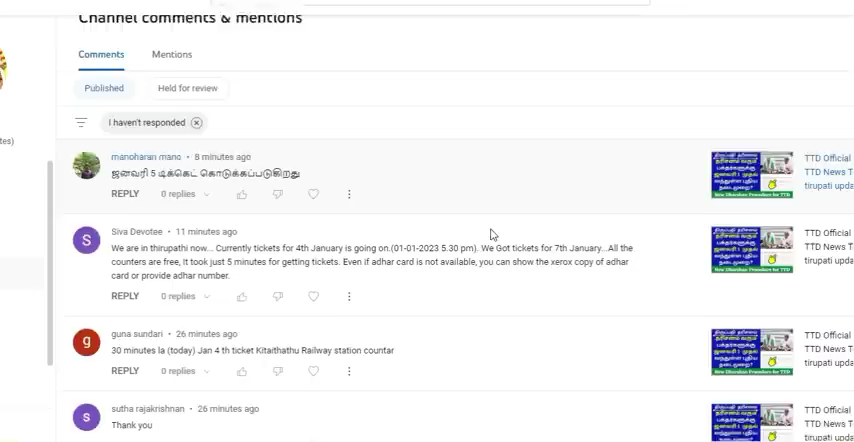 Channel comments & mentions
Comments
Mentions
Published
Held for review
I haven't responded
tes)
manoharan mano • 8 minutes ago
ஜனவரி 5 டிக்கெட் கொடுக்கப்படுகிறது
REPLY 0 replies
TTD Official
TTD News T
tirupati upda
S
Siva Devotee • 11 minutes ago
We are in thirupathi now... Currently tickets for 4th January is going on.(01-01-2023 5.30 pm). We Got tickets for 7th January...All the
counters are free, It took just 5 minutes for getting tickets. Even if adhar card is not available, you can show the xerox copy of adhar
card or provide adhar number.
REPLY 0 replies
TTD Official
TTD News T
tirupati upda
g
guna sundari • 26 minutes ago
30 minutes la (today) Jan 4 th ticket Kitaithathu Railway station countar
REPLY 0 replies
TTD Official
TTD News T
tirupati upda
s
sutha rajakrishnan • 26 minutes ago
Thank you
TTD Official
TTD News T
tirupati upda